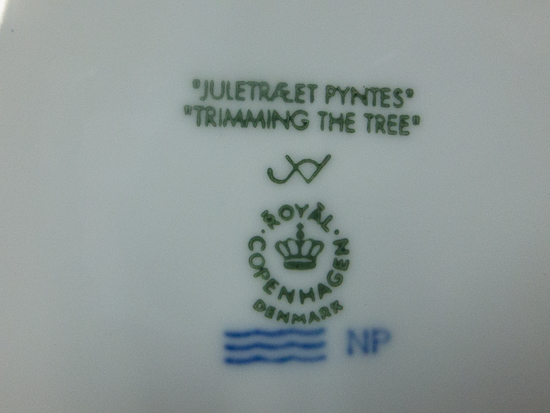 "JULETRÆET PYNTES"
"TRIMMING THE TREE"
ROYAL
COPENHAGEN
DENMARK
NP